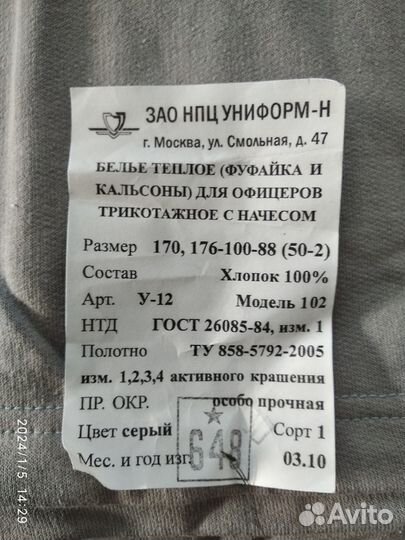 ЗАО НПЦ УНИФОРМ-Н
г. Москва, ул. Смольная, д. 47
БЕЛЬЕ ТЕПЛОЕ (ФУФАЙКА И
КАЛЬСОНЫ) ДЛЯ ОФИЦЕРОВ
ТРИКОТАЖНОЕ С НАЧЕСОМ
Размер 170, 176-100-88 (50-2)
Состав Хлопок 100%
Арт. У-12 Модель 102
НТД ГОСТ 26085-84, изм. 1
Полотно ТУ 858-5792-2005
изм. 1,2,3,4 активного крашения
ПР. ОКР. особо прочная
Цвет серый Сорт 1
648
Мес. и год изг. 03.10
2024/1/5 14:29
Avito